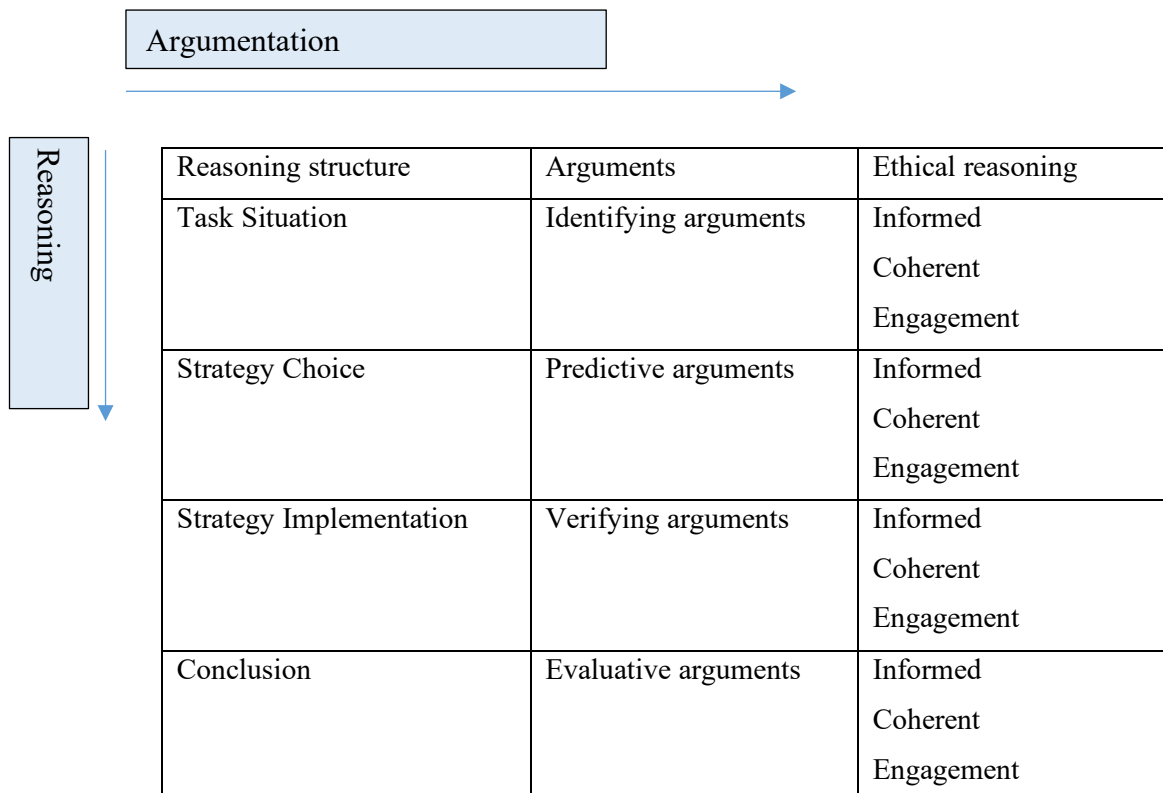 Argumentation
Reasoning
Reasoning structure Arguments Ethical reasoning
Task Situation Identifying arguments Informed
Coherent
Engagement
Strategy Choice Predictive arguments Informed
Coherent
Engagement
Strategy Implementation Verifying arguments Informed
Coherent
Engagement
Conclusion Evaluative arguments Informed
Coherent
Engagement